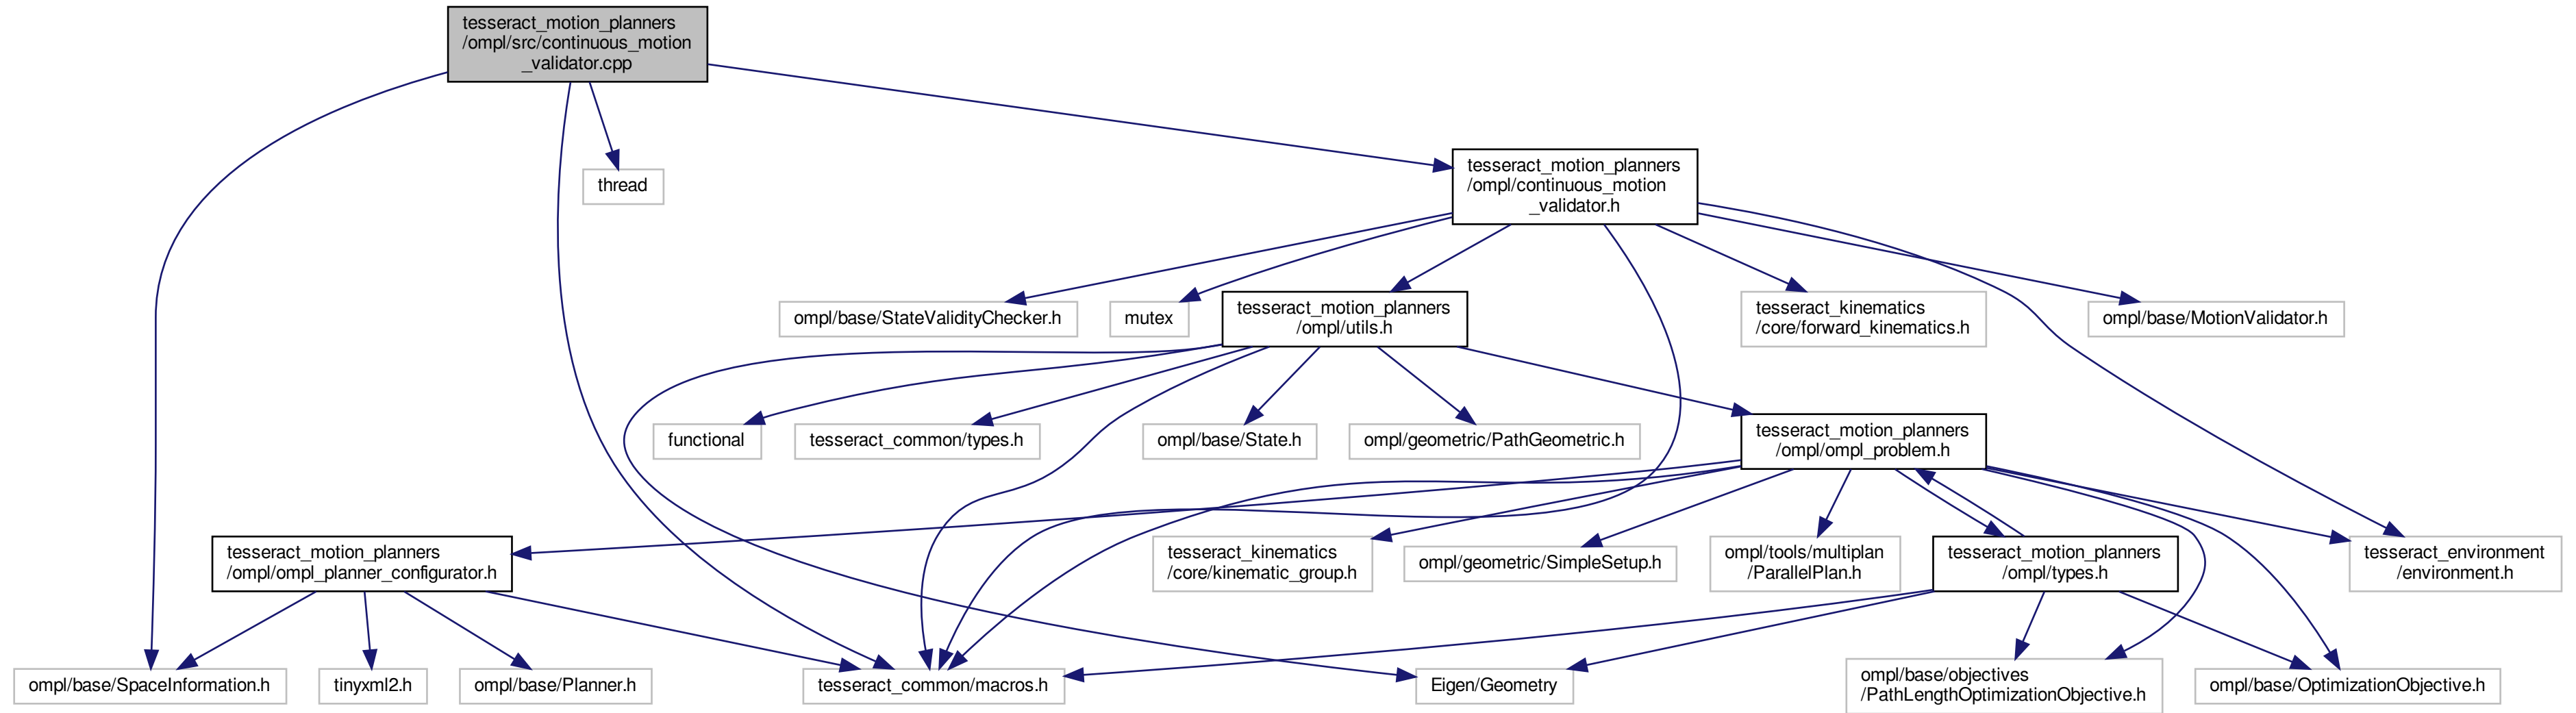 tesseract_motion_planners
/ompl/src/continuous_motion
_validator.cpp
thread
tesseract_motion_planners
/ompl/continuous_motion
_validator.h
ompl/base/StateValidityChecker.h
mutex
tesseract_motion_planners
/ompl/utils.h
tesseract_kinematics
/core/forward_kinematics.h
ompl/base/MotionValidator.h
functional
tesseract_common/types.h
ompl/base/State.h
ompl/geometric/PathGeometric.h
tesseract_motion_planners
/ompl/ompl_problem.h
tesseract_motion_planners
/ompl/ompl_planner_configurator.h
tesseract_kinematics
/core/kinematic_group.h
ompl/geometric/SimpleSetup.h
ompl/tools/multiplan
/ParallelPlan.h
tesseract_motion_planners
/ompl/types.h
tesseract_environment
/environment.h
ompl/base/SpaceInformation.h
tinyxml2.h
ompl/base/Planner.h
tesseract_common/macros.h
Eigen/Geometry
ompl/base/objectives
/PathLengthOptimizationObjective.h
ompl/base/OptimizationObjective.h